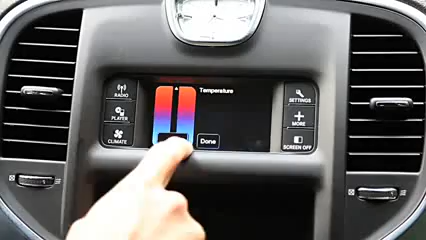 RADIO
PLAYER
CLIMATE
Temperature
Done
SETTINGS
MORE
SCREEN OFF